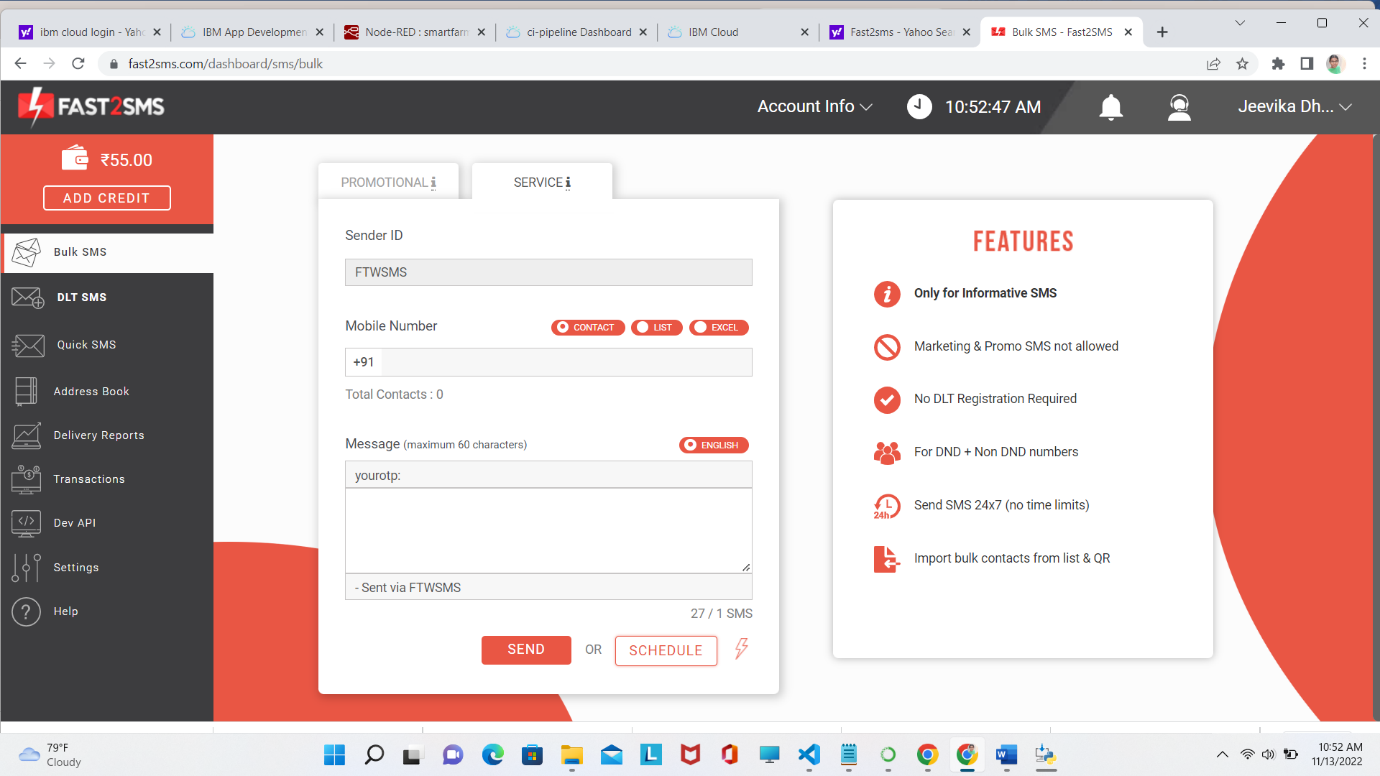 ibm cloud login - Yah
IBM App Developmen
Node-RED : smartfarm
ci-pipeline Dashboard
IBM Cloud
Fast2sms - Yahoo Sea
Bulk SMS - Fast2SMS
fast2sms.com/dashboard/sms/bulk
FAST2SMS
Account Info
10:52:47 AM
Jeevika Dh...
₹55.00
ADD CREDIT
Bulk SMS
DLT SMS
Quick SMS
Address Book
Delivery Reports
Transactions
Dev API
Settings
Help
PROMOTIONAL i
SERVICE i
Sender ID
FTWSMS
Mobile Number
CONTACT
LIST
EXCEL
+91
Total Contacts : 0
Message (maximum 60 characters)
ENGLISH
yourotp:
- Sent via FTWSMS
27 / 1 SMS
SEND
OR
SCHEDULE
FEATURES
Only for Informative SMS
Marketing & Promo SMS not allowed
No DLT Registration Required
For DND + Non DND numbers
24h
Send SMS 24x7 (no time limits)
Import bulk contacts from list & QR
79°F
Cloudy
10:52 AM
11/13/2022